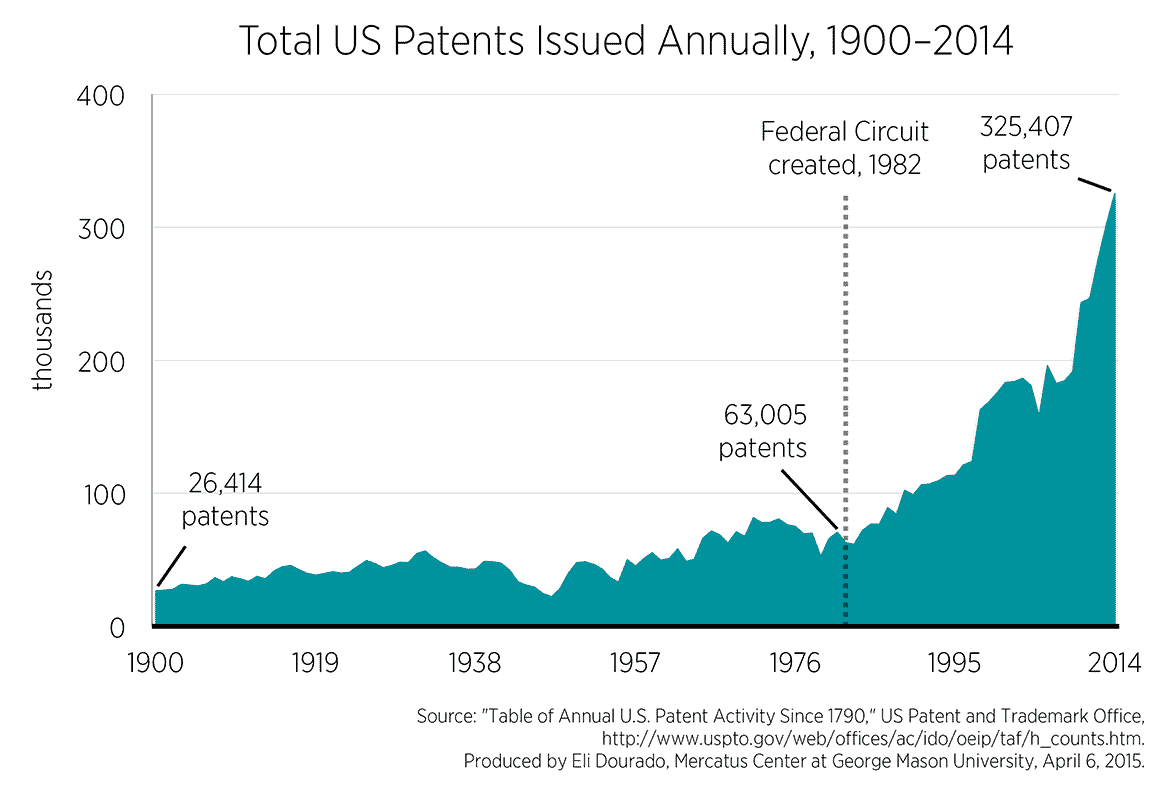 Total US Patents Issued Annually, 1900–2014
400
300
200
100
0
thousands
Federal Circuit
created, 1982
325,407
patents
63,005
patents
26,414
patents
1900
1919
1938
1957
1976
1995
2014
Source: "Table of Annual U.S. Patent Activity Since 1790," US Patent and Trademark Office,
http://www.uspto.gov/web/offices/ac/ido/oeip/taf/h_counts.htm.
Produced by Eli Dourado, Mercatus Center at George Mason University, April 6, 2015.